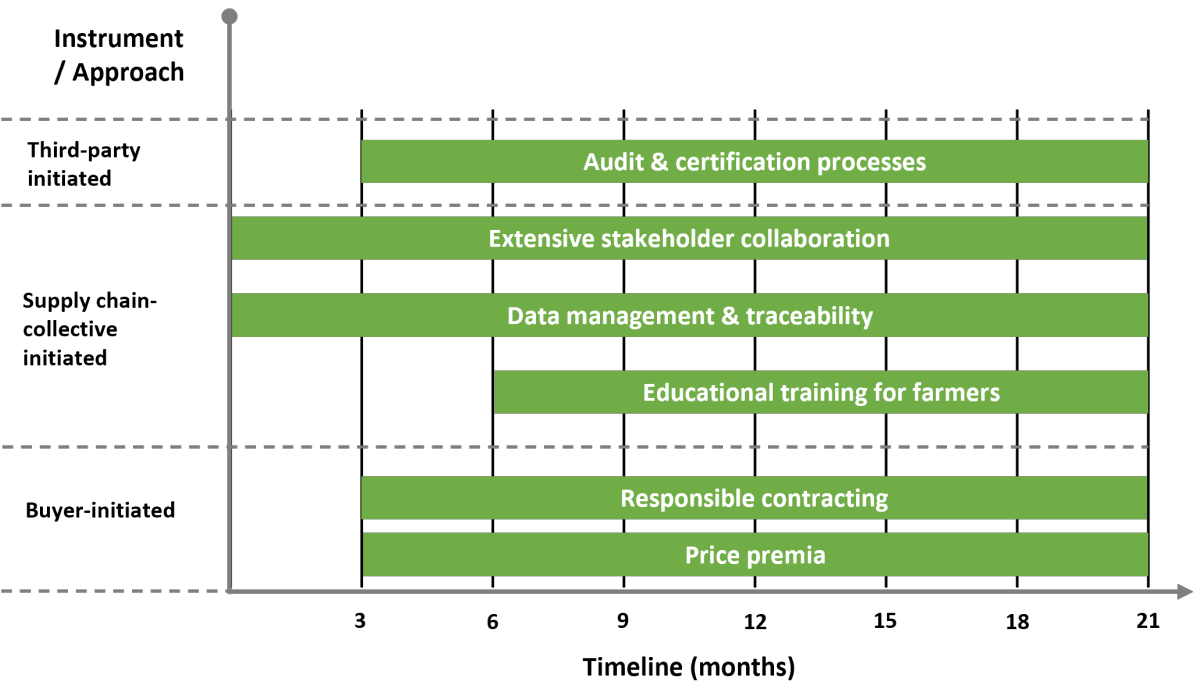 Instrument
/ Approach
Third-party
initiated
Audit & certification processes
Extensive stakeholder collaboration
Supply chain-
collective
initiated
Data management & traceability
Educational training for farmers
Buyer-initiated
Responsible contracting
Price premia
3 6 9 12 15 18 21
Timeline (months)